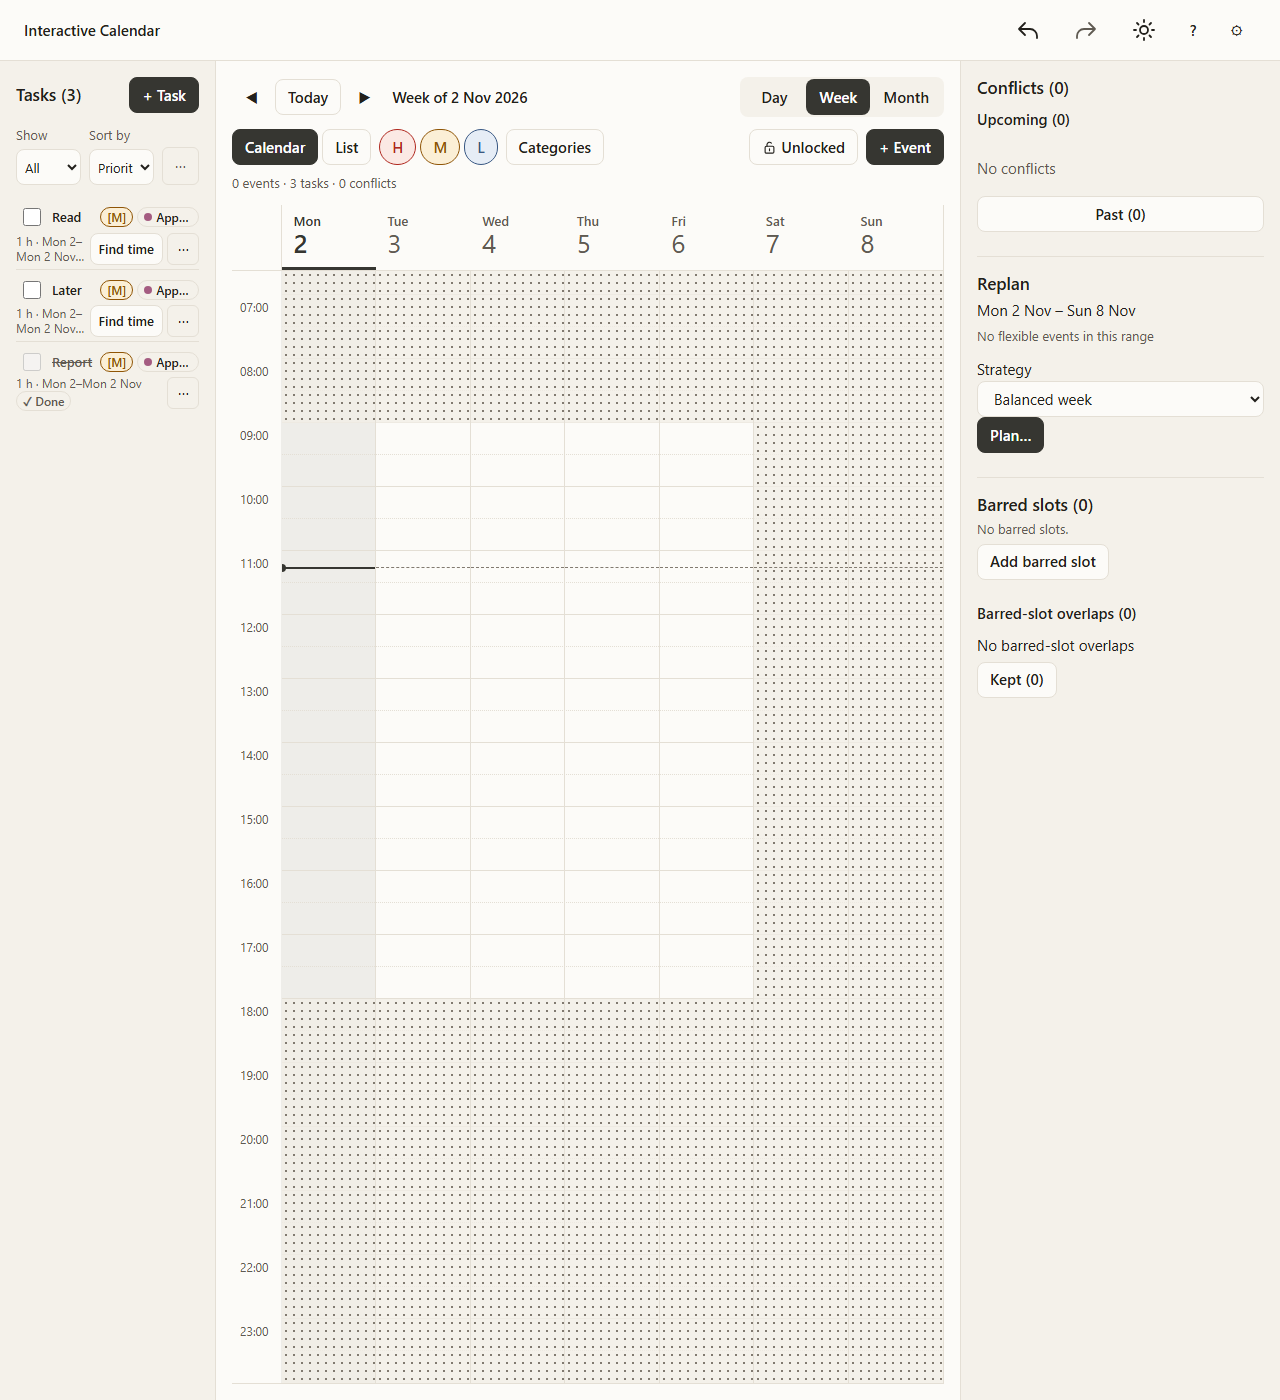 Interactive Calendar
?
Tasks (3)
+ Task
Show
Sort by
All
Priorit
...
Read
[M]
App...
1 h · Mon 2–
Mon 2 Nov...
Find time
...
Later
[M]
App...
1 h · Mon 2–
Mon 2 Nov...
Find time
...
Report
[M]
App...
1 h · Mon 2–Mon 2 Nov
✓ Done
...
◀
Today
▶
Week of 2 Nov 2026
Day
Week
Month
Calendar
List
H
M
L
Categories
Unlocked
+ Event
0 events · 3 tasks · 0 conflicts
Mon
2
Tue
3
Wed
4
Thu
5
Fri
6
Sat
7
Sun
8
07:00
08:00
09:00
10:00
11:00
12:00
13:00
14:00
15:00
16:00
17:00
18:00
19:00
20:00
21:00
22:00
23:00
Conflicts (0)
Upcoming (0)
No conflicts
Past (0)
Replan
Mon 2 Nov – Sun 8 Nov
No flexible events in this range
Strategy
Balanced week
Plan...
Barred slots (0)
No barred slots.
Add barred slot
Barred-slot overlaps (0)
No barred-slot overlaps
Kept (0)